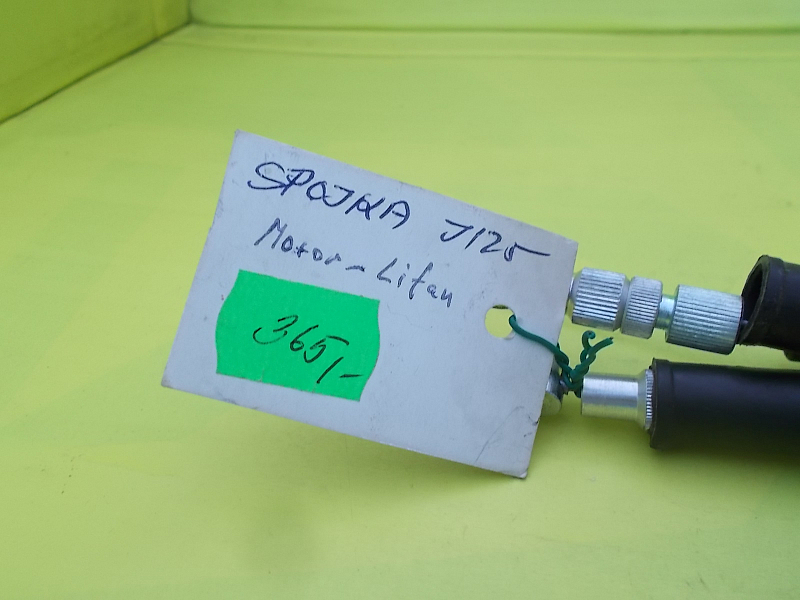 SPOJKA J125
Motor - Lifan
365,-